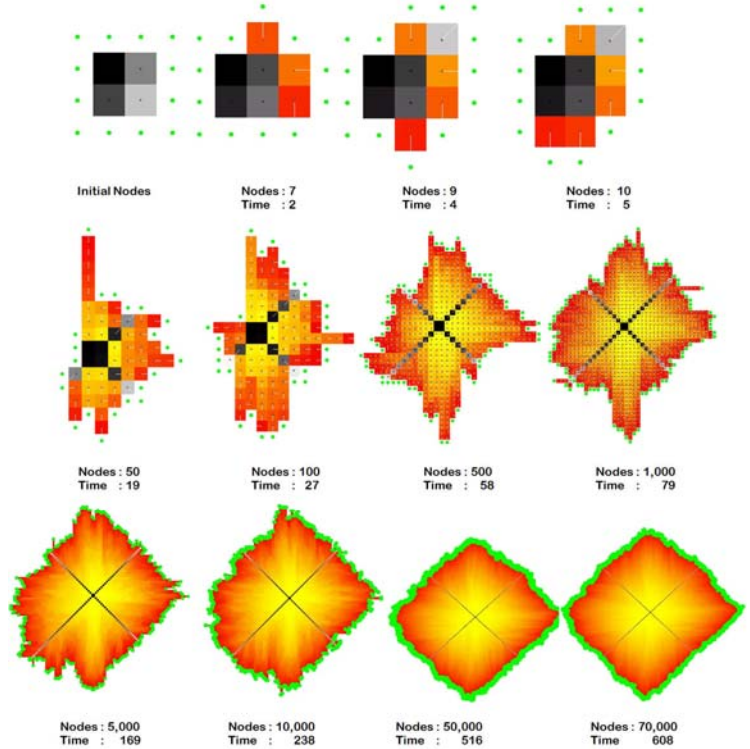 Initial Nodes
Nodes : 7
Time : 2
Nodes : 9
Time : 4
Nodes : 10
Time : 5
Nodes : 50
Time : 19
Nodes : 100
Time : 27
Nodes : 500
Time : 58
Nodes : 1,000
Time : 79
Nodes : 5,000
Time : 169
Nodes : 10,000
Time : 238
Nodes : 50,000
Time : 516
Nodes : 70,000
Time : 608